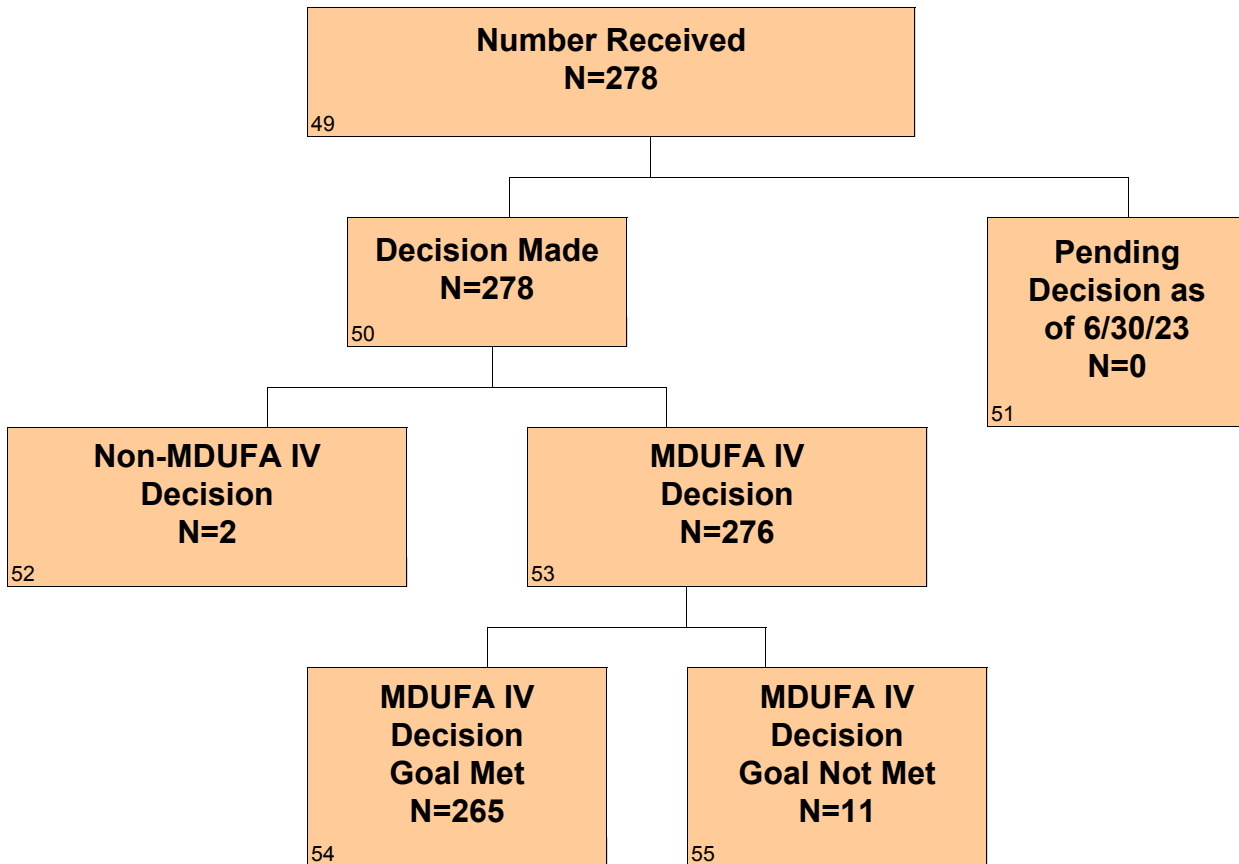 Number Received
N=278
49
Decision Made
N=278
50
Pending
Decision as
of 6/30/23
N=0
51
Non-MDUFA IV
Decision
N=2
52
MDUFA IV
Decision
N=276
53
MDUFA IV
Decision
Goal Met
N=265
54
MDUFA IV
Decision
Goal Not Met
N=11
55